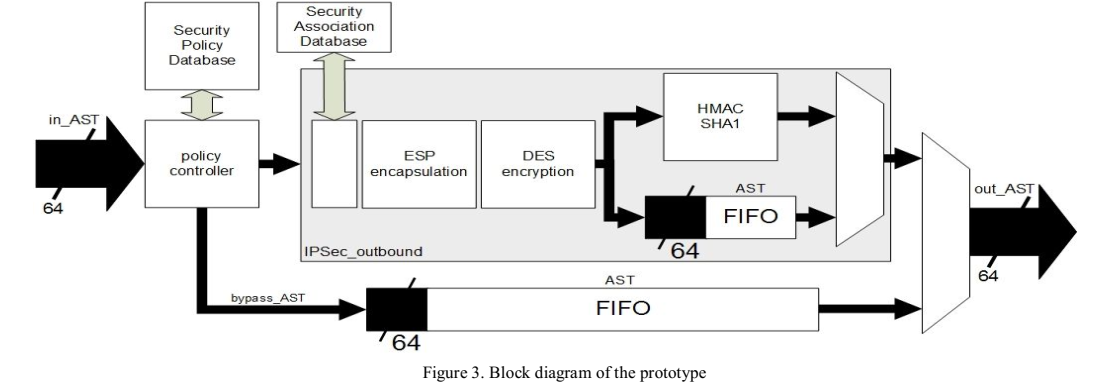 Security
Policy
Database
Security
Association
Database
in_AST
64
policy
controller
ESP
encapsulation
DES
encryption
HMAC
SHA1
AST
FIFO
64
IPSec_outbound
out_AST
64
bypass_AST
AST
FIFO
64
Figure 3. Block diagram of the prototype